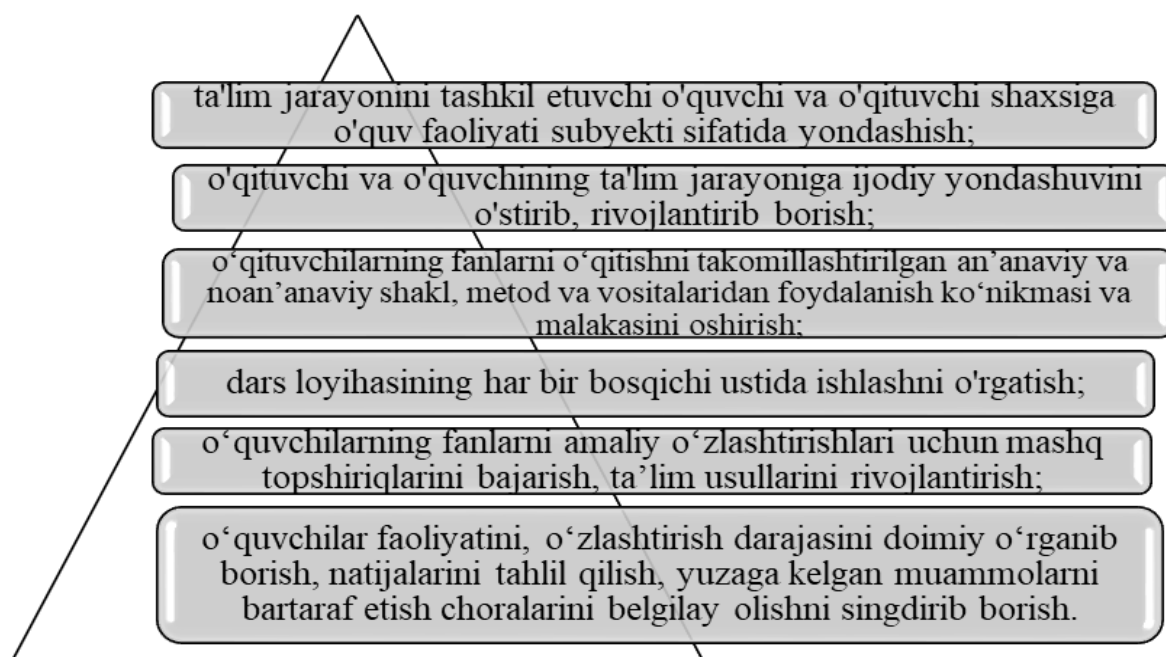 ta'lim jarayonini tashkil etuvchi o'quvchi va o'qituvchi shaxsiga
o'quv faoliyati subyekti sifatida yondashish;
o'qituvchi va o'quvchining ta'lim jarayoniga ijodiy yondashuvini
o'stirib, rivojlantirib borish;
o‘qituvchilarning fanlarni o‘qitishni takomillashtirilgan an’anaviy va
noan’anaviy shakl, metod va vositalaridan foydalanish ko‘nikmasi va
malakasini oshirish;
dars loyihasining har bir bosqichi ustida ishlashni o'rgatish;
o‘quvchilarning fanlarni amaliy o‘zlashtirishlari uchun mashq
topshiriqlarini bajarish, ta’lim usullarini rivojlantirish;
o‘quvchilar faoliyatini, o‘zlashtirish darajasini doimiy o‘rganib
borish, natijalarini tahlil qilish, yuzaga kelgan muammolarni
bartaraf etish choralarini belgilay olishni singdirib borish.